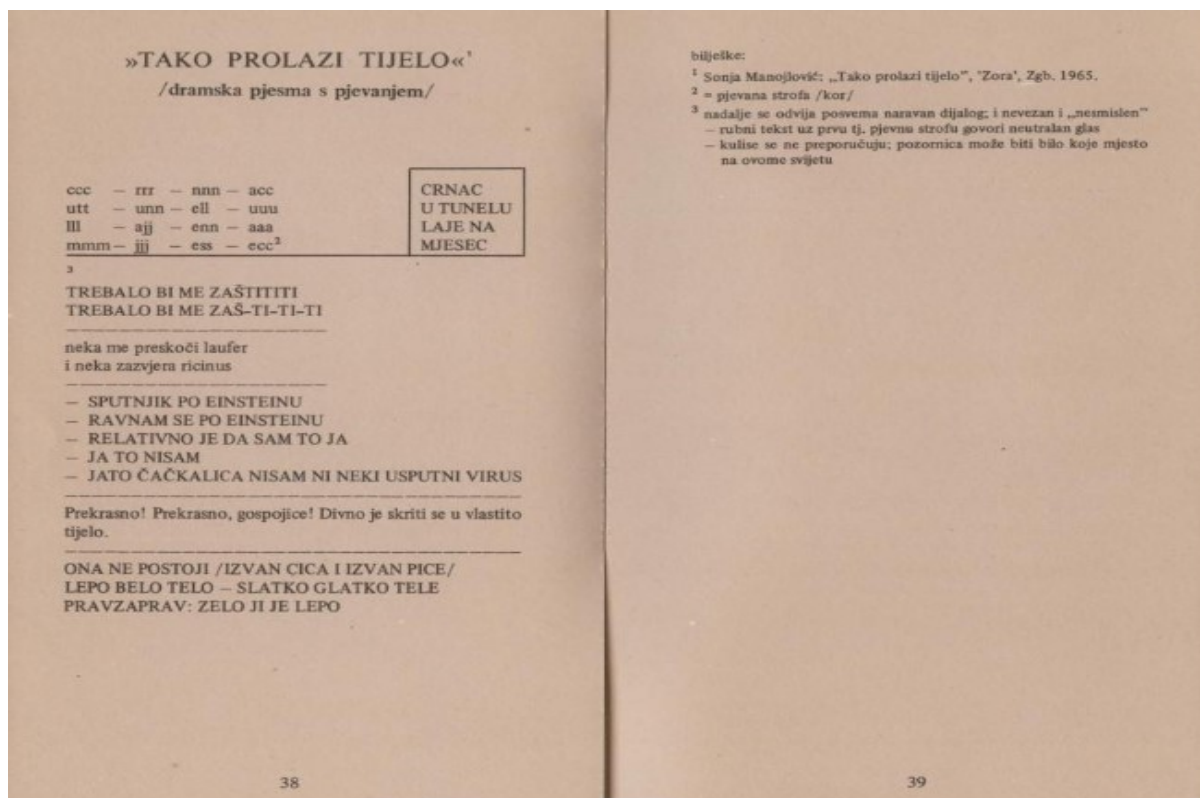 »TAKO PROLAZI TIJELO«'
/dramska pjesma s pjevanjem/
ccc – rrr – nnn – acc
utt – unn – ell – uuu
lll – ajj – enn – aaa
mmm – jjj – ess – ecc²
CRNAC
U TUNELU
LAJE NA
MJESEC
³
TREBALO BI ME ZAŠTITITI
TREBALO BI ME ZAŠ-TI-TI-TI
neka me preskoči laufer
i neka zazvjera ricinus
– SPUTNJIK PO EINSTEINU
– RAVNAM SE PO EINSTEINU
– RELATIVNO JE DA SAM TO JA
– JA TO NISAM
– JATO ČAČKALICA NISAM NI NEKI USPUTNI VIRUS
Prekrasno! Prekrasno, gospojice! Divno je skriti se u vlastito
tijelo.
ONA NE POSTOJI /IZVAN CICA I IZVAN PICE/
LEPO BELO TELO – SLATKO GLATKO TELE
PRAVZAPRAV: ZELO JI JE LEPO
38
bilješke:
¹ Sonja Manojlović: „Tako prolazi tijelo”, 'Zora', Zgb. 1965.
² = pjevana strofa /kor/
³ nadalje se odvija posvema naravan dijalog; i nevezan i „nesmislen”
– rubni tekst uz prvu tj. pjevnu strofu govori neutralan glas
– kulise se ne preporučuju; pozornica može biti bilo koje mjesto
na ovome svijetu
39